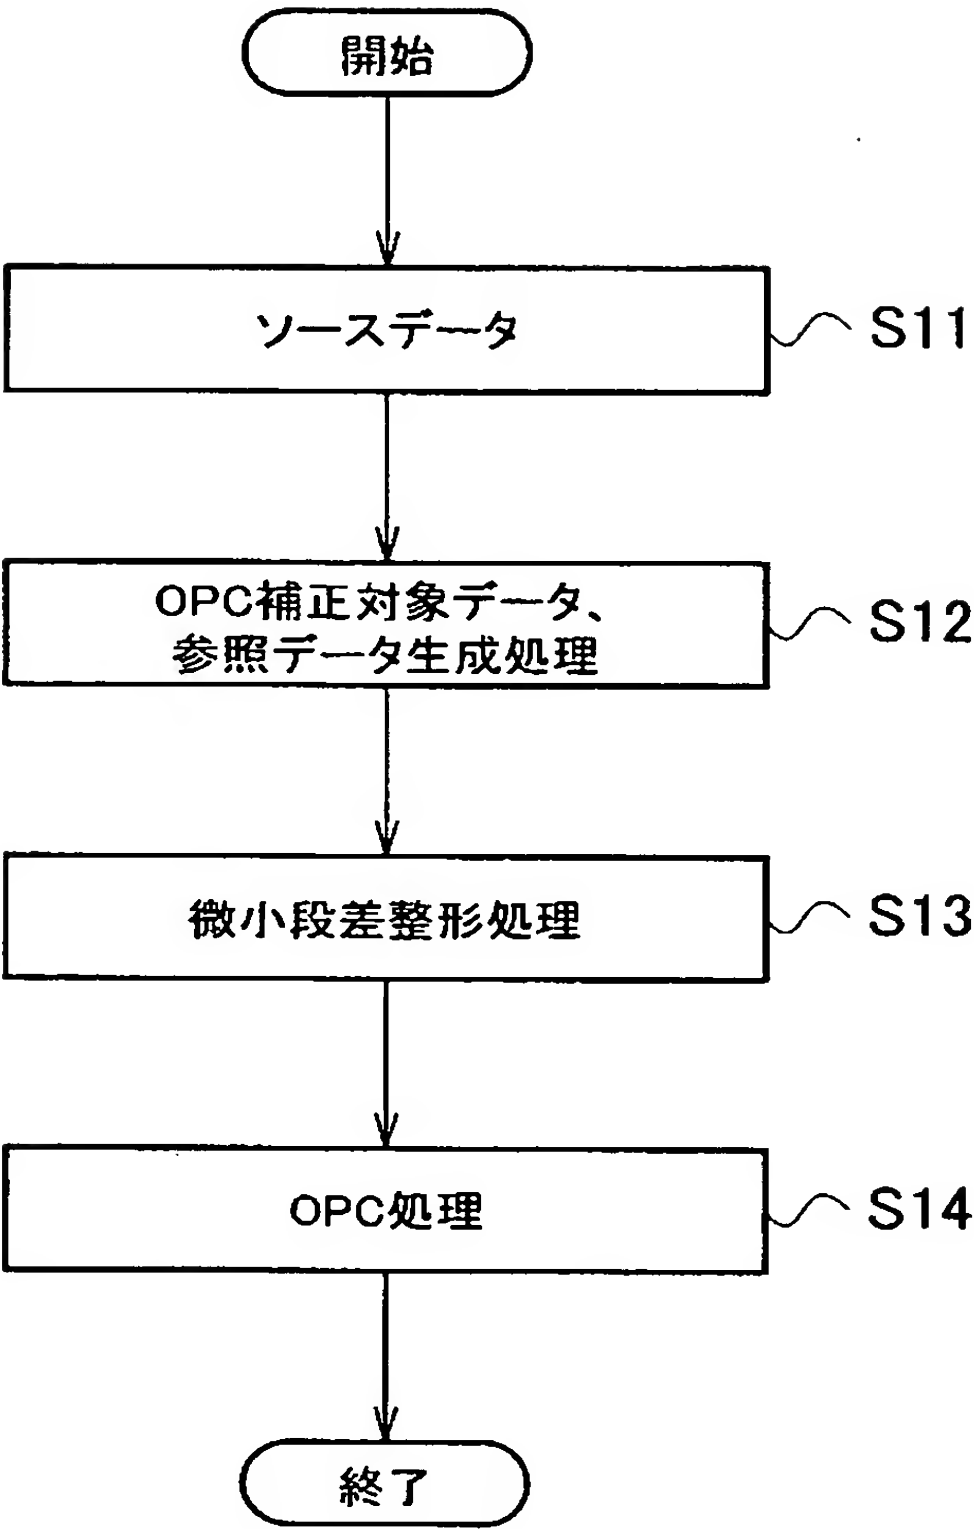 開始
ソースデータ
S11
OPC補正対象データ、
参照データ生成処理
S12
微小段差整形処理
S13
OPC処理
S14
終了